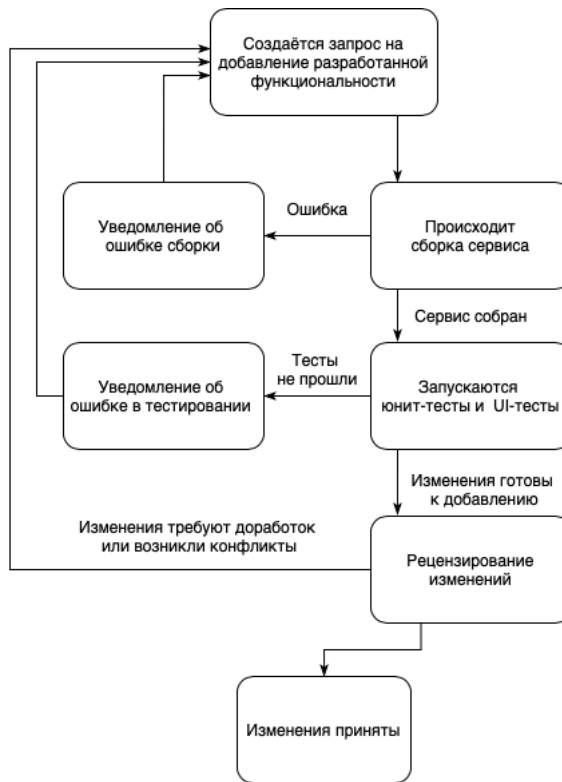 Создаётся запрос на
добавление разработанной
функциональности
Уведомление об
ошибке сборки
Ошибка
Происходит
сборка сервиса
Сервис собран
Уведомление об
ошибке в тестировании
Тесты
не прошли
Запускаются
юнит-тесты и UI-тесты
Изменения готовы
к добавлению
Изменения требуют доработок
или возникли конфликты
Рецензирование
изменений
Изменения приняты